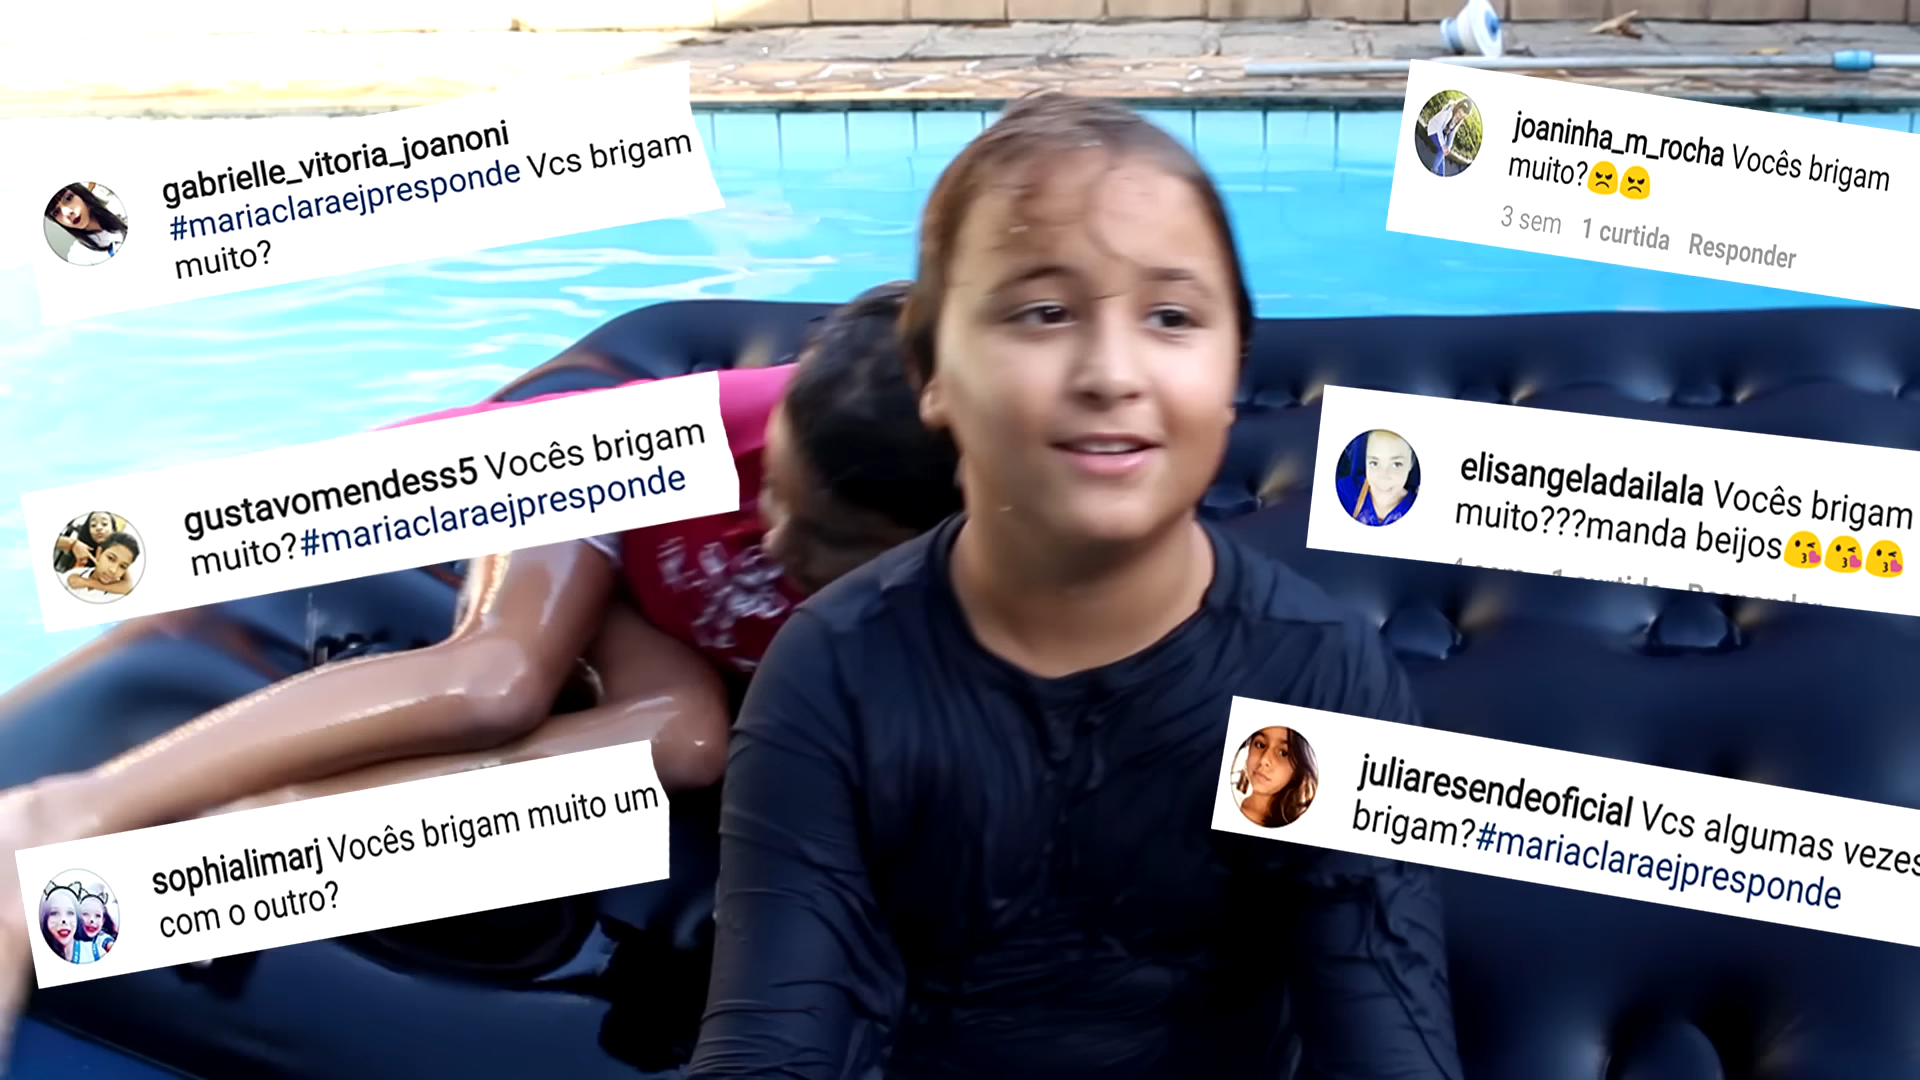 gabrielle_vitoria_joanoni
#mariaclaraejpresponde Vcs brigam
muito?
gustavomendess5 Vocês brigam
muito?#mariaclaraejpresponde
sophialimarj Vocês brigam muito um
com o outro?
joaninha_m_rocha Vocês brigam
muito?😠😠
3 sem 1 curtida Responder
elisangeladailala Vocês brigam
muito???manda beijos😘😘😘
juliaresendeoficial Vcs algumas vezes
brigam?#mariaclaraejpresponde